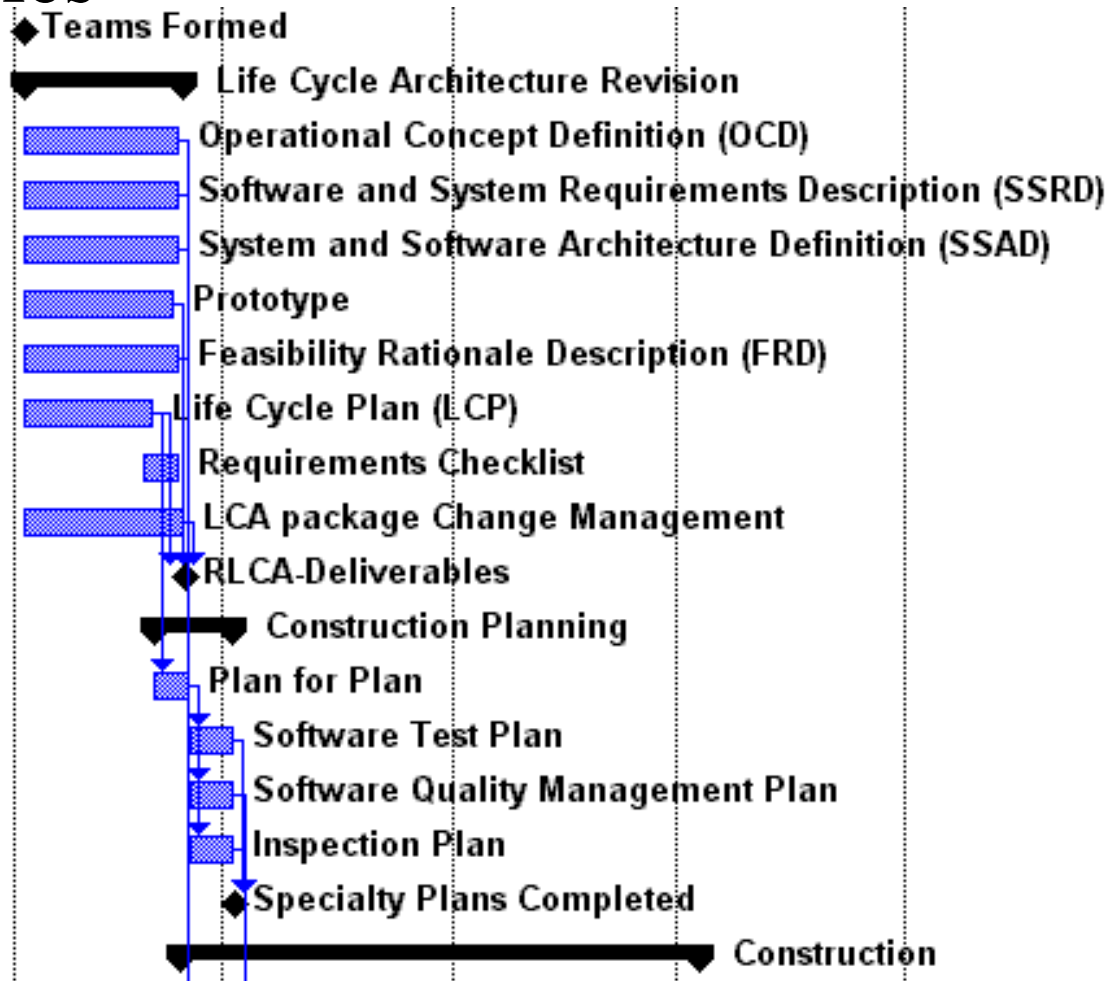 Teams Formed
Life Cycle Architecture Revision
Operational Concept Definition (OCD)
Software and System Requirements Description (SSRD)
System and Software Architecture Definition (SSAD)
Prototype
Feasibility Rationale Description (FRD)
Life Cycle Plan (LCP)
Requirements Checklist
LCA package Change Management
RLCA-Deliverables
Construction Planning
Plan for Plan
Software Test Plan
Software Quality Management Plan
Inspection Plan
Specialty Plans Completed
Construction